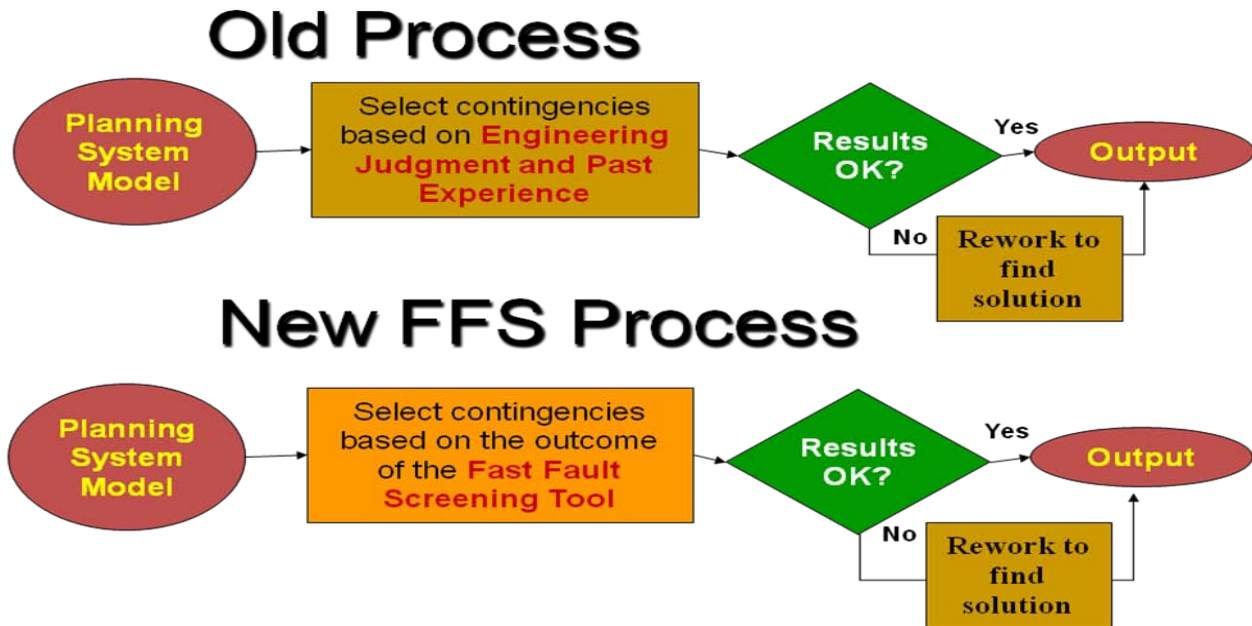 Old Process
Planning
System
Model
Select contingencies
based on Engineering
Judgment and Past
Experience
Results
OK?
Yes
Output
No
Rework to
find
solution
New FFS Process
Planning
System
Model
Select contingencies
based on the outcome
of the Fast Fault
Screening Tool
Results
OK?
Yes
Output
No
Rework to
find
solution